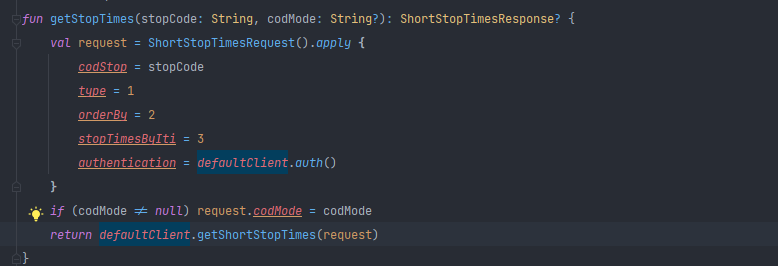 fun getStopTimes(stopCode: String, codMode: String?): ShortStopTimesResponse? {
val request = ShortStopTimesRequest().apply {
codStop = stopCode
type = 1
orderBy = 2
stopTimesByIti = 3
authentication = defaultClient.auth()
}
if (codMode ≠ null) request.codMode = codMode
return defaultClient.getShortStopTimes(request)
}